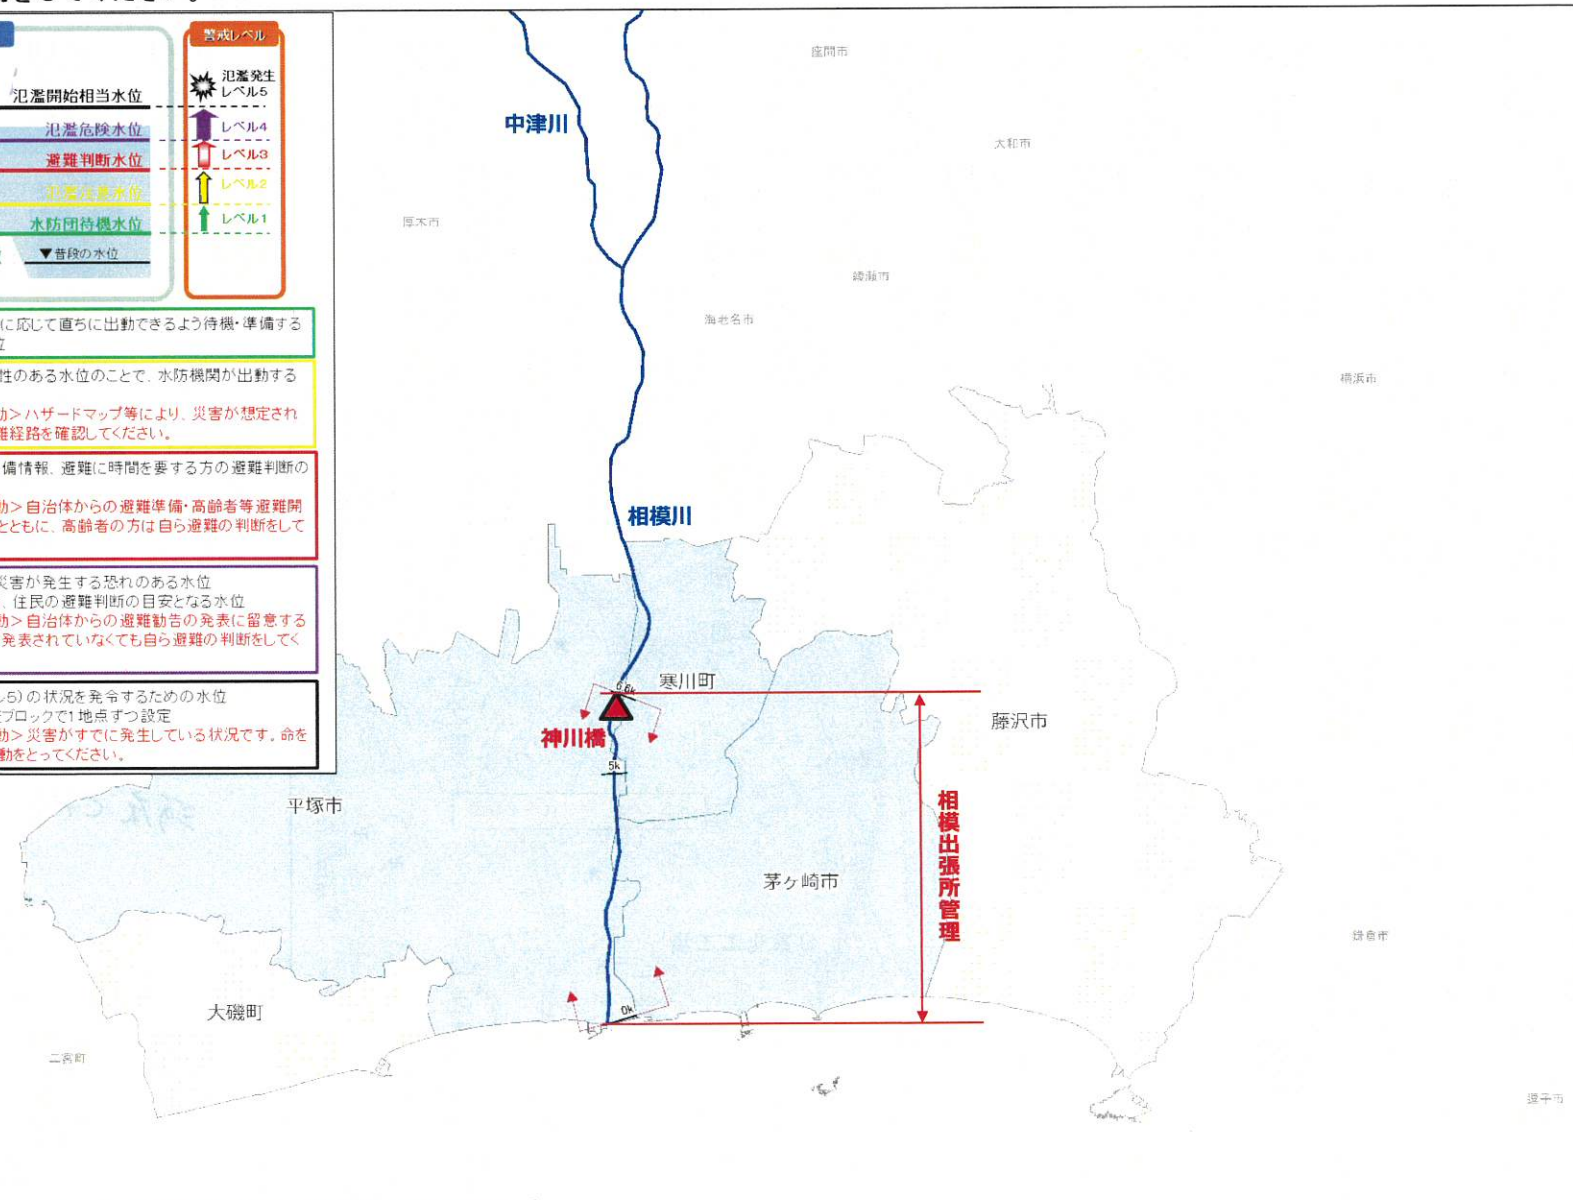 警戒レベル
氾濫開始相当水位
氾濫危険水位
避難判断水位
氾濫注意水位
水防団待機水位
▼普段の水位
氾濫発生
レベル5
レベル4
レベル3
レベル2
レベル1
に応じて直ちに出動できるよう待機・準備する
性のある水位のことで、水防機関が出動する
動>ハザードマップ等により、災害が想定され
難経路を確認してください。
備情報、避難に時間を要する方の避難判断の
動>自治体からの避難準備・高齢者等避難開
とともに、高齢者の方は自ら避難の判断をして
災害が発生する恐れのある水位
、住民の避難判断の目安となる水位
動>自治体からの避難勧告の発表に留意する
発表されていなくても自ら避難の判断をしてく
ル5)の状況を発令するための水位
ブロックで1地点ずつ設定
動>災害がすでに発生している状況です。命を
動をとってください。
座間市
中津川
大和市
厚木市
綾瀬市
海老名市
横浜市
相模川
寒川町
6.6k
神川橋
藤沢市
5k
平塚市
相模出張所管理
茅ヶ崎市
鎌倉市
大磯町
0k
二宮町
逗子市